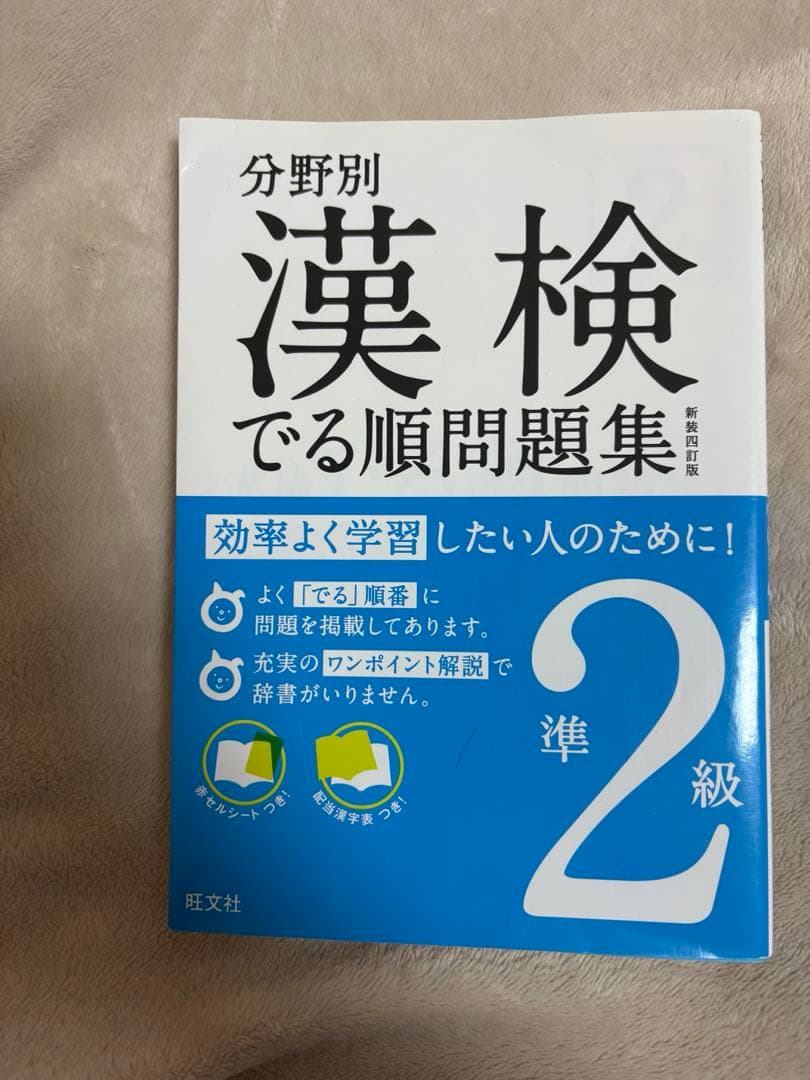 分野別
漢検
でる順問題集
新装四訂版
効率よく学習したい人のために!
よく「でる」順番に
問題を掲載してあります。
充実のワンポイント解説で
辞書がいりません。
準2級
赤セルシートつき!
配当漢字表つき!
旺文社